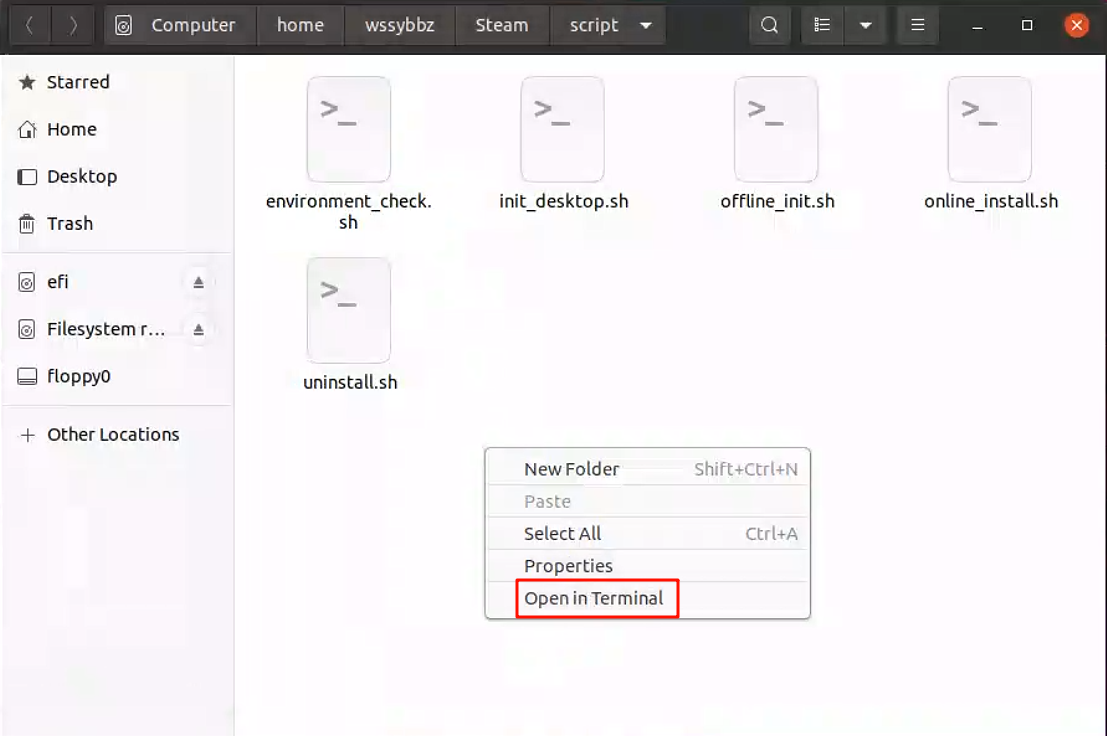 Computer home wssybbz Steam script
Starred
Home
Desktop
Trash
efi
Filesystem r...
floppy0
Other Locations
>_ >_ >_ >_
environment_check. init_desktop.sh offline_init.sh online_install.sh
sh
>_
uninstall.sh
New Folder Shift+Ctrl+N
Paste
Select All Ctrl+A
Properties
Open in Terminal